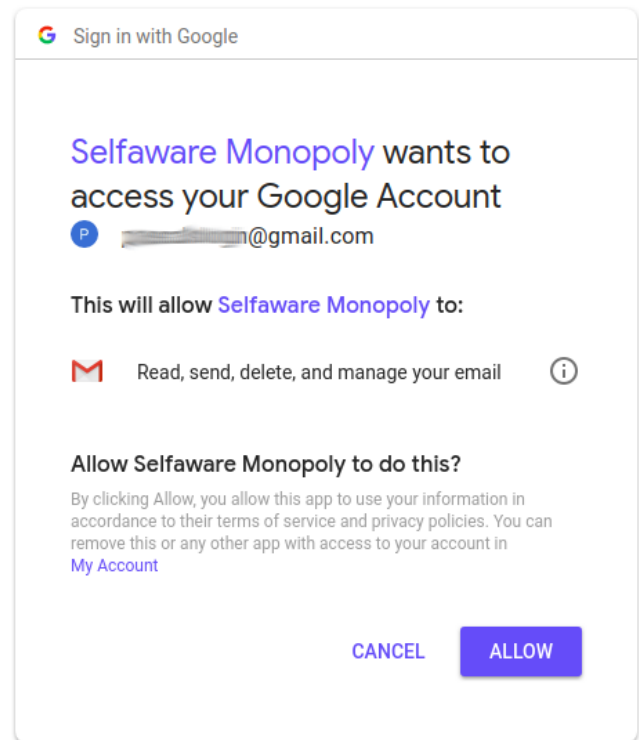 Sign in with Google
Selfaware Monopoly wants to
access your Google Account
P
n@gmail.com
This will allow Selfaware Monopoly to:
Read, send, delete, and manage your email
Allow Selfaware Monopoly to do this?
By clicking Allow, you allow this app to use your information in
accordance to their terms of service and privacy policies. You can
remove this or any other app with access to your account in
My Account
CANCEL ALLOW